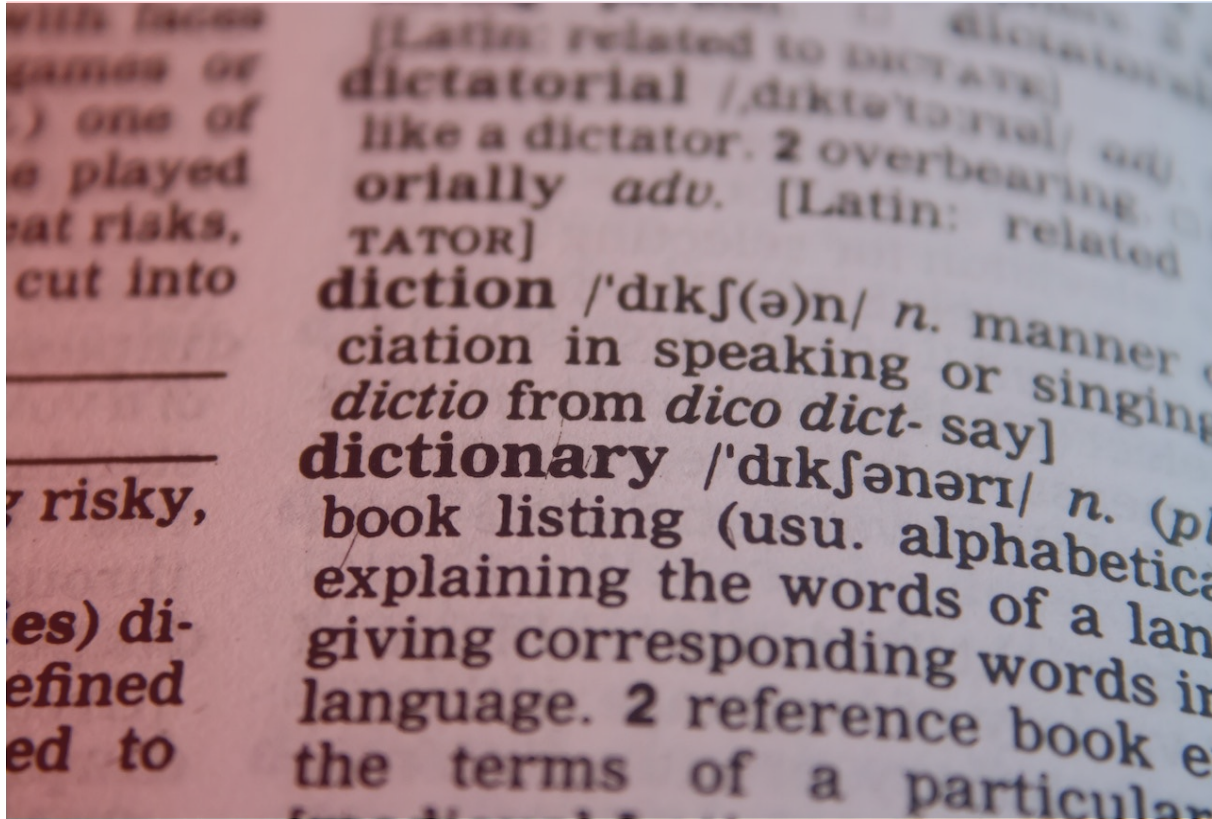 with faces
games or
.) one of
e played
eat risks,
cut into
risky,
ies) di-
efined
ed to
[Latin: related to DICTATE]
dictatorial /ˌdɪktəˈtɔːrɪəl/ adj.
like a dictator. 2 overbearing.
orially adv. [Latin: related
TATOR]
diction /ˈdɪkʃ(ə)n/ n. manner
ciation in speaking or singing
dictio from dico dict- say]
dictionary /ˈdɪkʃənərɪ/ n. (pl
book listing (usu. alphabetica
explaining the words of a lan
giving corresponding words in
language. 2 reference book e
the terms of a particular